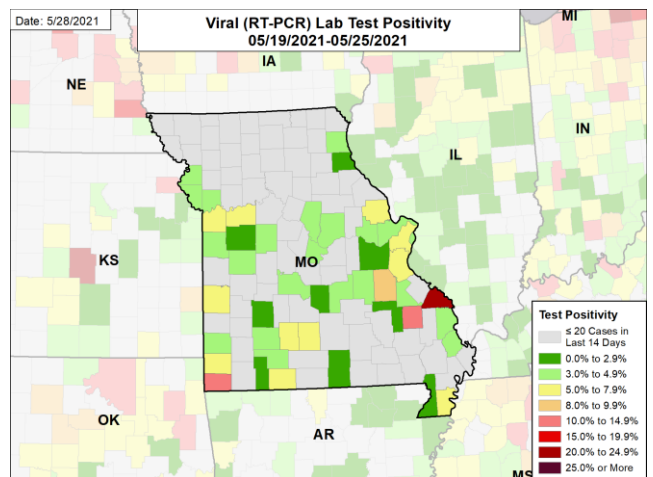 Date: 5/28/2021
Viral (RT-PCR) Lab Test Positivity
05/19/2021-05/25/2021
MI
IA
NE
IL
IN
KS
MO
OK
AR
MS
Test Positivity
≤ 20 Cases in
Last 14 Days
0.0% to 2.9%
3.0% to 4.9%
5.0% to 7.9%
8.0% to 9.9%
10.0% to 14.9%
15.0% to 19.9%
20.0% to 24.9%
25.0% or More